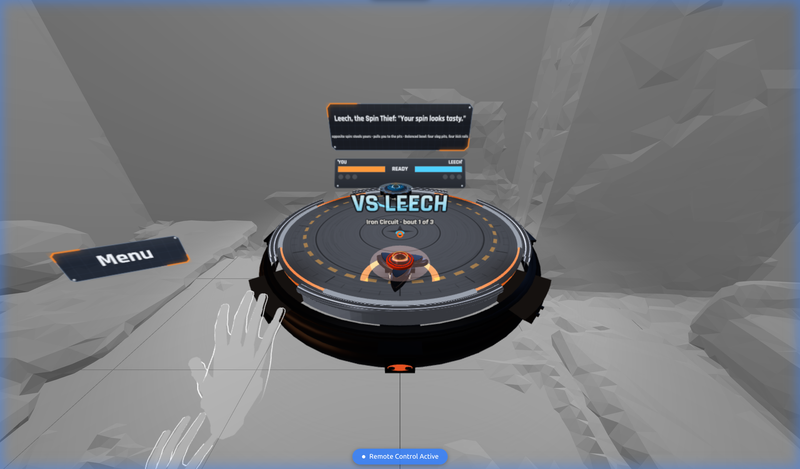 Leech, the Spin Thief: "Your spin looks tasty."
YOU
READY
LEECH
VS LEECH
Iron Circuit · bout 1 of 3
Menu
Remote Control Active